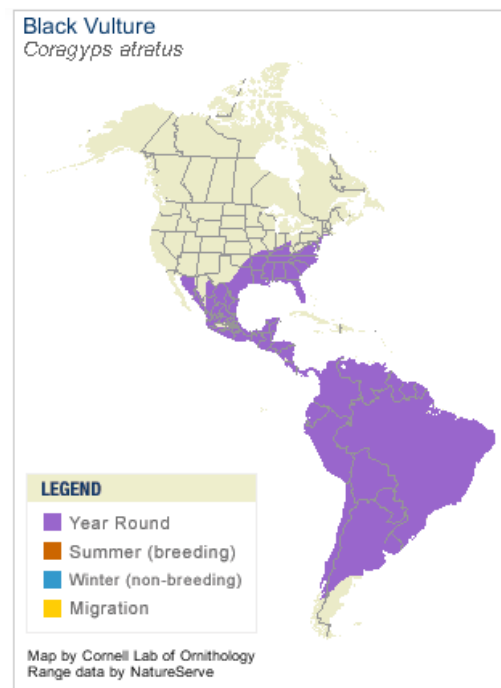 Black Vulture
Coragyps atratus
LEGEND
Year Round
Summer (breeding)
Winter (non-breeding)
Migration
Map by Cornell Lab of Ornithology
Range data by NatureServe